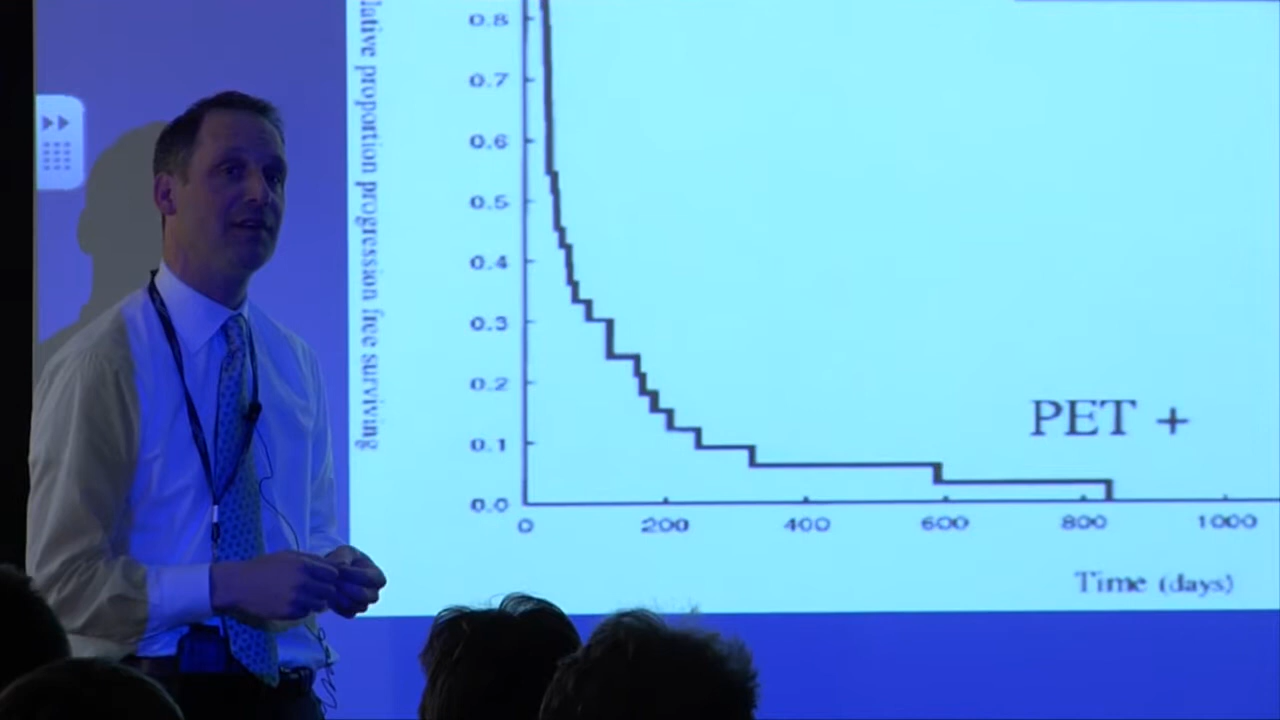 0.8
0.7
0.6
0.5
0.4
0.3
0.2
0.1
0.0
lative proportion progression free surviving
0 200 400 600 800 1000
Time (days)
PET +